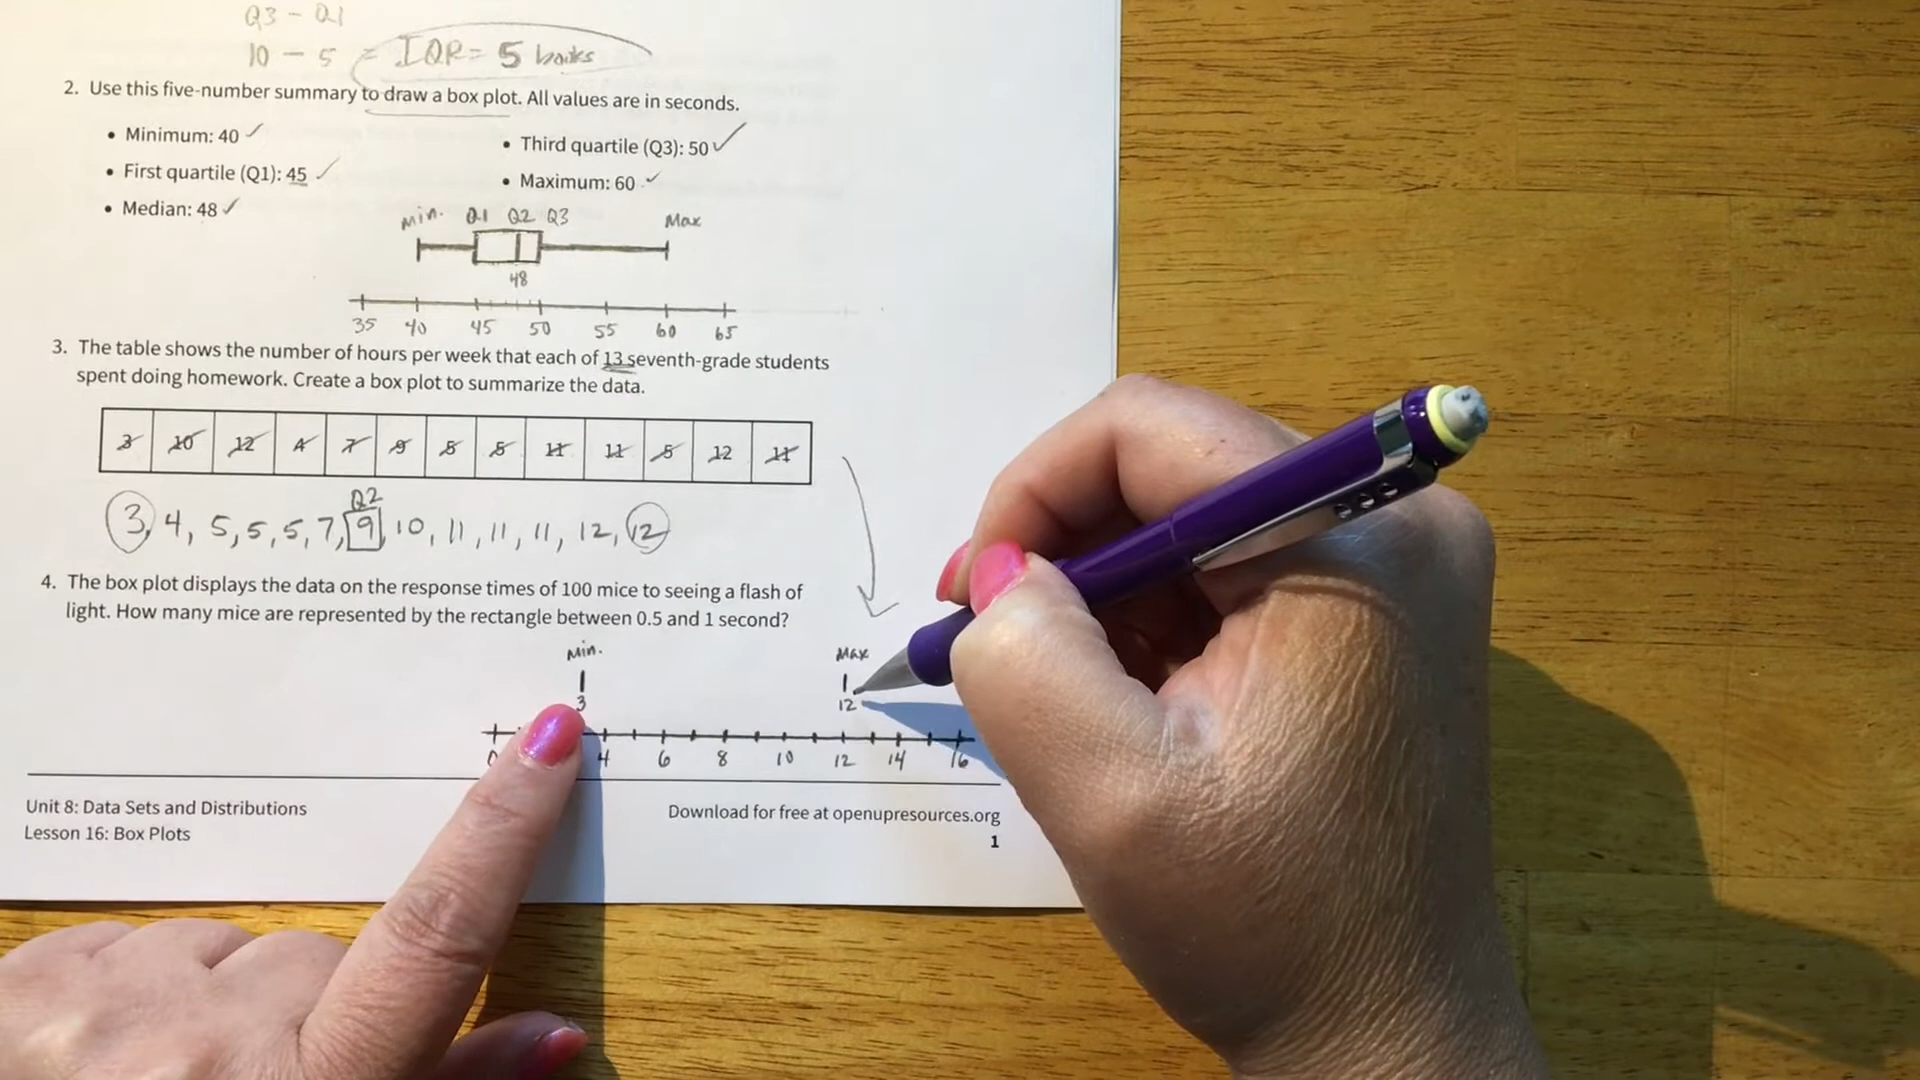 Q3 - Q1
10 - 5 = IQR = 5 books
2. Use this five-number summary to draw a box plot. All values are in seconds.
• Minimum: 40 ✓
• Third quartile (Q3): 50 ✓
• First quartile (Q1): 45 ✓
• Maximum: 60 ✓
• Median: 48 ✓
Min. Q1 Q2 Q3 Max
48
35 40 45 50 55 60 65
3. The table shows the number of hours per week that each of 13 seventh-grade students
spent doing homework. Create a box plot to summarize the data.
3 10 12 4 7 9 5 5 11 11 5 12 11
Q2
3, 4, 5, 5, 5, 7, 9, 10, 11, 11, 11, 12, 12
4. The box plot displays the data on the response times of 100 mice to seeing a flash of
light. How many mice are represented by the rectangle between 0.5 and 1 second?
Min. Max
3 12
0 4 6 8 10 12 14 16
Unit 8: Data Sets and Distributions
Download for free at openupresources.org
Lesson 16: Box Plots
1